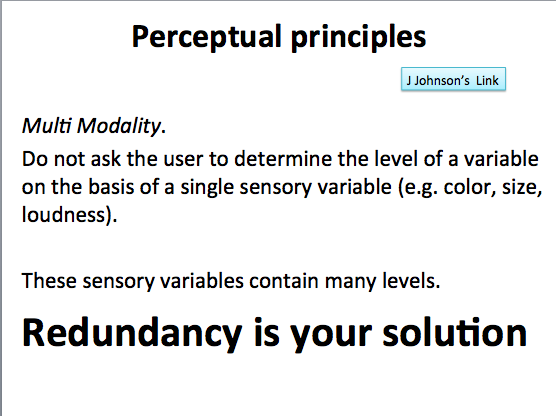 Perceptual principles
J Johnson's Link
Multi Modality.
Do not ask the user to determine the level of a variable
on the basis of a single sensory variable (e.g. color, size,
loudness).
These sensory variables contain many levels.
Redundancy is your solution